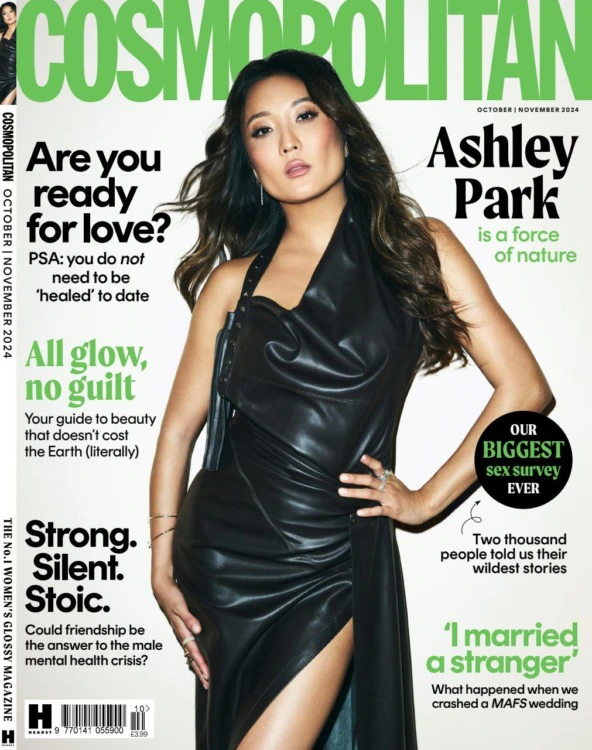 COSMOPOLITAN
OCTOBER | NOVEMBER 2024
Ashley
Park
is a force
of nature
Are you
ready
for love?
PSA: you do not
need to be
‘healed’ to date
All glow,
no guilt
Your guide to beauty
that doesn’t cost
the Earth (literally)
OUR
BIGGEST
sex survey
EVER
Two thousand
people told us their
wildest stories
Strong.
Silent.
Stoic.
Could friendship be
the answer to the male
mental health crisis?
‘I married
a stranger’
What happened when we
crashed a MAFS wedding
H
HEARST
9 770141 055900
10
£3.99
COSMOPOLITAN OCTOBER | NOVEMBER 2024
THE No.1 WOMEN’S GLOSSY MAGAZINE
H
HEARST